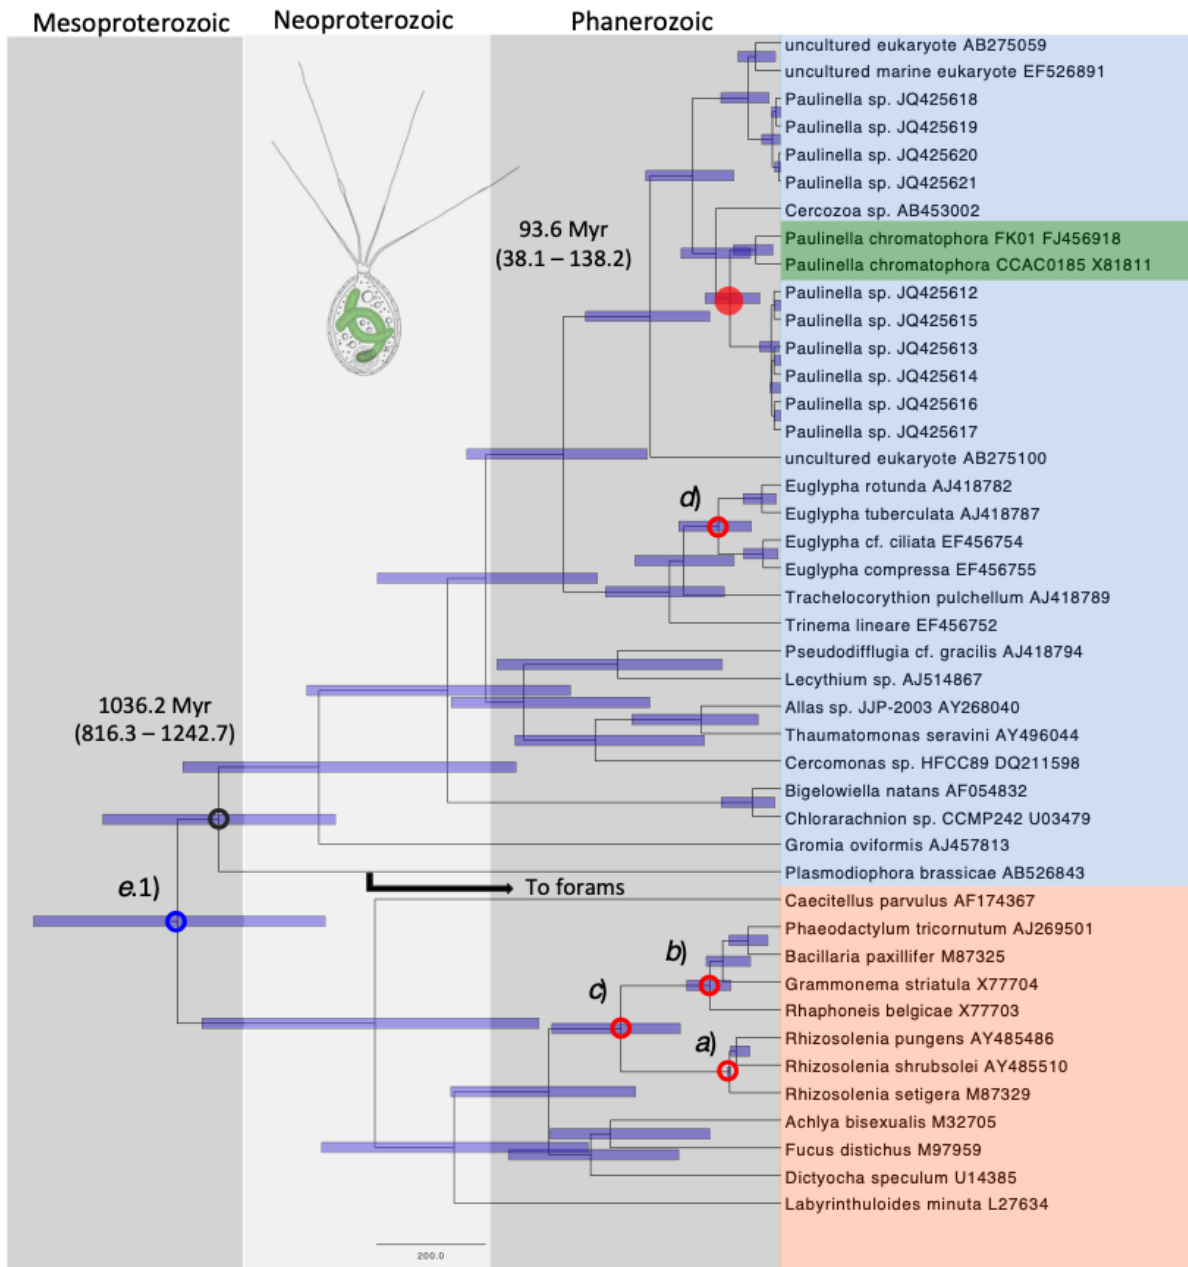 Mesoproterozoic
Neoproterozoic
Phanerozoic
uncultured eukaryote AB275059
uncultured marine eukaryote EF526891
Paulinella sp. JQ425618
Paulinella sp. JQ425619
Paulinella sp. JQ425620
Paulinella sp. JQ425621
Cercozoa sp. AB453002
93.6 Myr
(38.1 – 138.2)
Paulinella chromatophora FK01 FJ456918
Paulinella chromatophora CCAC0185 X81811
Paulinella sp. JQ425612
Paulinella sp. JQ425615
Paulinella sp. JQ425613
Paulinella sp. JQ425614
Paulinella sp. JQ425616
Paulinella sp. JQ425617
uncultured eukaryote AB275100
d)
Euglypha rotunda AJ418782
Euglypha tuberculata AJ418787
Euglypha cf. ciliata EF456754
Euglypha compressa EF456755
Trachelocorythion pulchellum AJ418789
Trinema lineare EF456752
Pseudodifflugia cf. gracilis AJ418794
Lecythium sp. AJ514867
1036.2 Myr
(816.3 – 1242.7)
Allas sp. JJP-2003 AY268040
Thaumatomonas seravini AY496044
Cercomonas sp. HFCC89 DQ211598
Bigelowiella natans AF054832
Chlorarachnion sp. CCMP242 U03479
Gromia oviformis AJ457813
Plasmodiophora brassicae AB526843
e.1)
To forams
Caecitellus parvulus AF174367
Phaeodactylum tricornutum AJ269501
b)
Bacillaria paxillifer M87325
Grammonema striatula X77704
c)
Rhaphoneis belgicae X77703
a)
Rhizosolenia pungens AY485486
Rhizosolenia shrubsolei AY485510
Rhizosolenia setigera M87329
Achlya bisexualis M32705
Fucus distichus M97959
Dictyocha speculum U14385
Labyrinthuloides minuta L27634
200.0